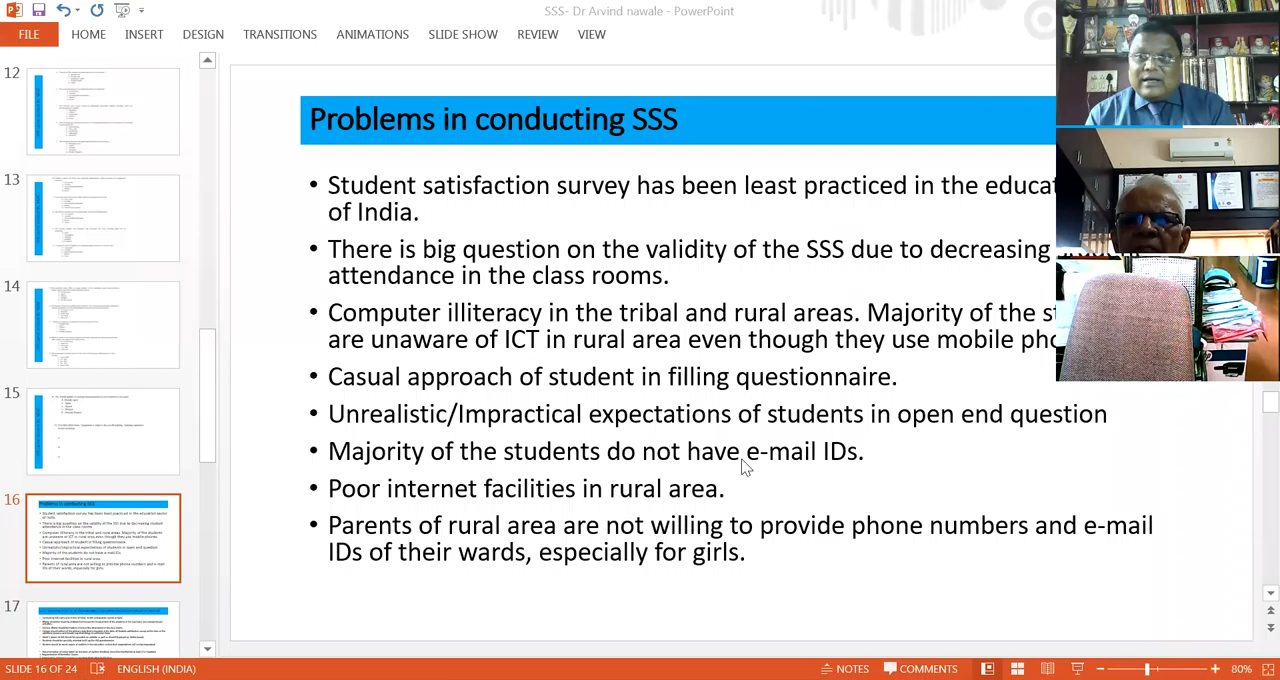 SSS- Dr Arvind nawale - PowerPoint
FILE HOME INSERT DESIGN TRANSITIONS ANIMATIONS SLIDE SHOW REVIEW VIEW
12
13
14
15
16
17
Problems in conducting SSS
• Student satisfaction survey has been least practiced in the educat
of India.
• There is big question on the validity of the SSS due to decreasing
attendance in the class rooms.
• Computer illiteracy in the tribal and rural areas. Majority of the st
are unaware of ICT in rural area even though they use mobile pho
• Casual approach of student in filling questionnaire.
• Unrealistic/Impactical expectations of students in open end question
• Majority of the students do not have e-mail IDs.
• Poor internet facilities in rural area.
• Parents of rural area are not willing to provide phone numbers and e-mail
IDs of their wards, especially for girls.
SLIDE 16 OF 24 ENGLISH (INDIA) NOTES COMMENTS 80%